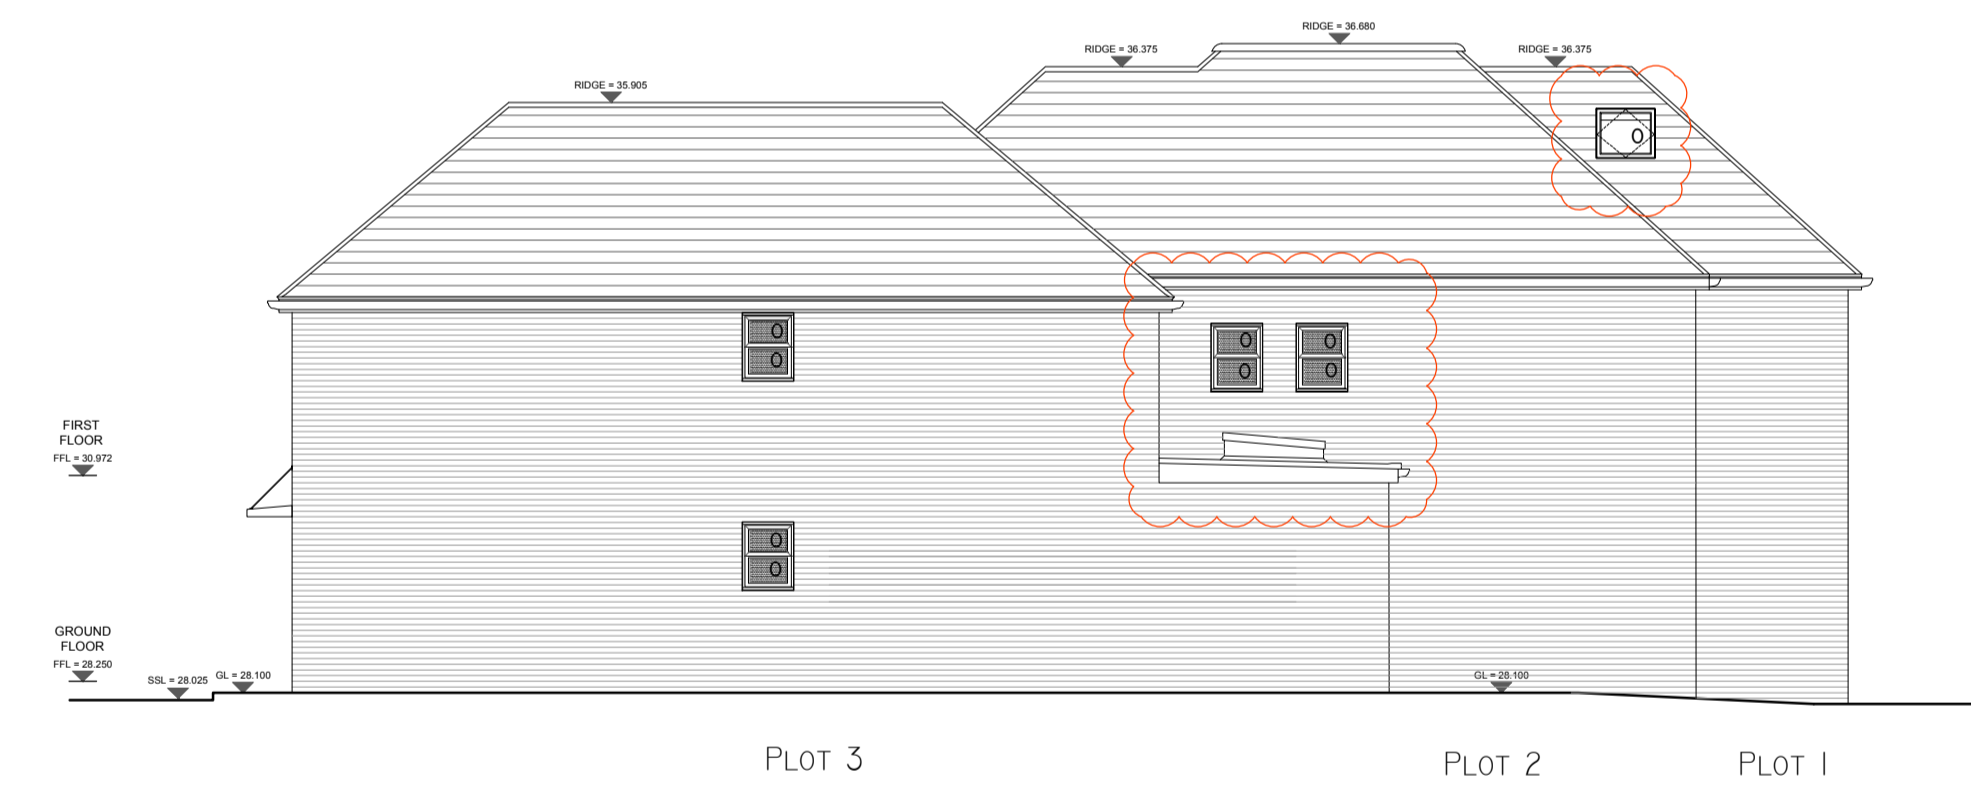 RIDGE = 36.680
RIDGE = 36.375
RIDGE = 36.375
RIDGE = 35.905
FIRST
FLOOR
FFL = 30.972
GROUND
FLOOR
FFL = 28.250
SSL = 28.025
GL = 28.100
GL = 28.100
PLOT 3
PLOT 2
PLOT 1